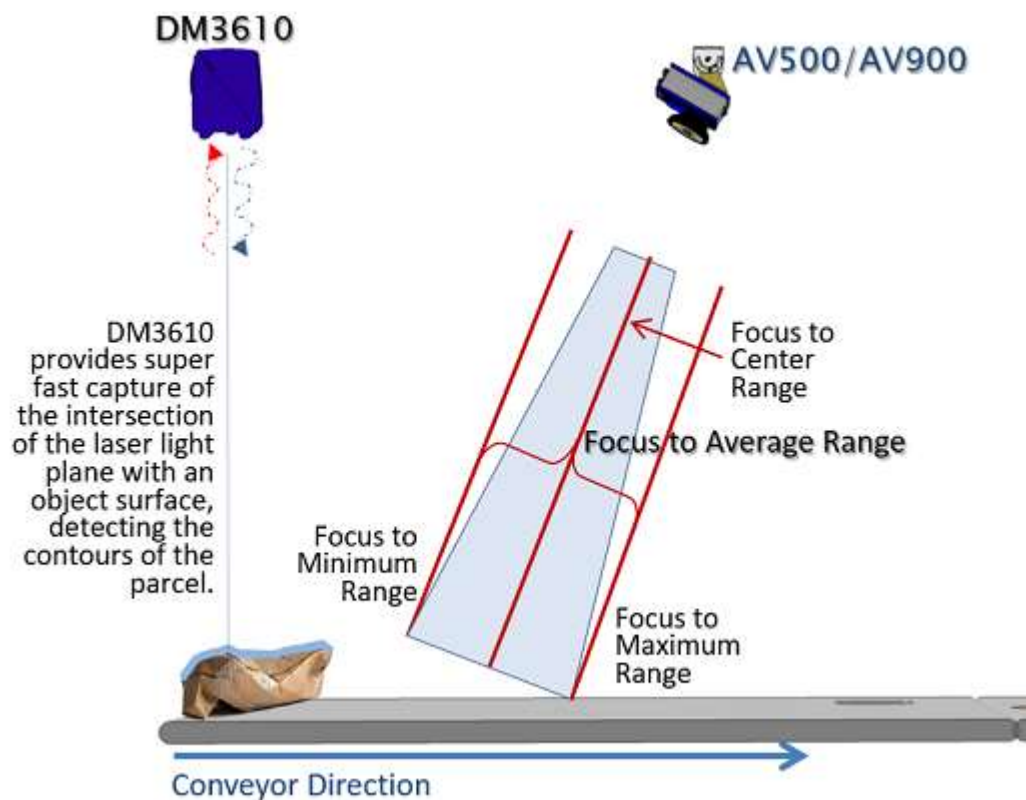 DM3610
AV500/AV900
DM3610
provides super
fast capture of
the intersection
of the laser light
plane with an
object surface,
detecting the
contours of the
parcel.
Focus to
Center
Range
Focus to Average Range
Focus to
Minimum
Range
Focus to
Maximum
Range
Conveyor Direction